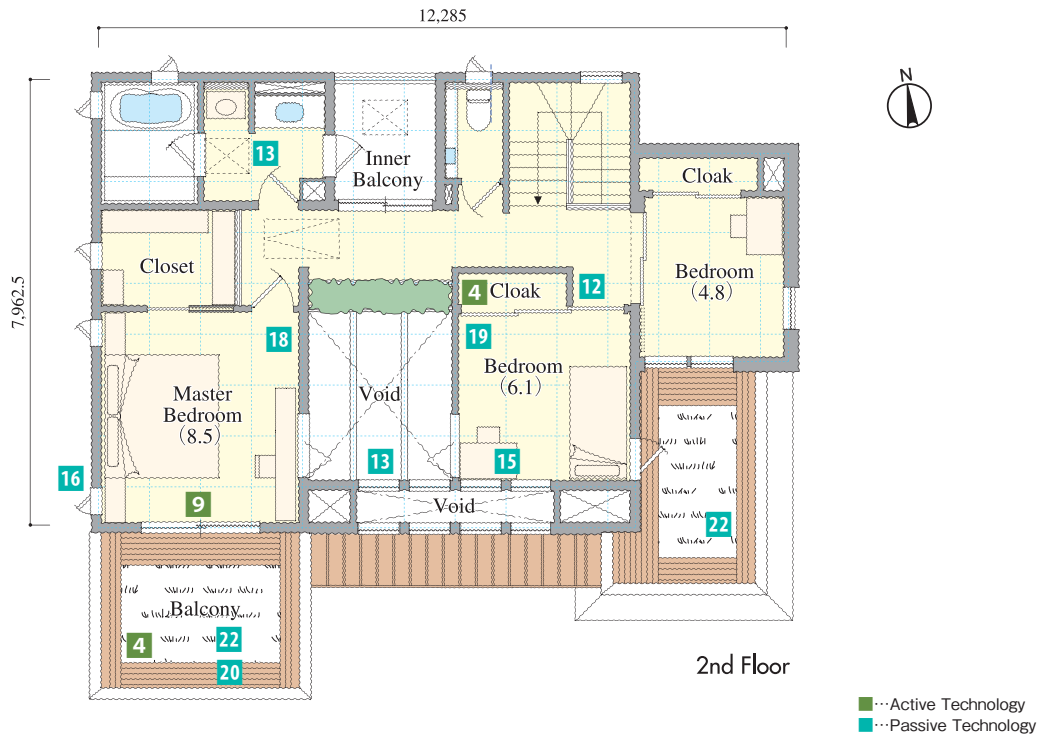 12,285
N
7,962.5
13
Inner
Balcony
Cloak
Closet
Bedroom
(4.8)
4
Cloak
12
18
19
Bedroom
(6.1)
Master
Bedroom
(8.5)
Void
13
15
16
9
Void
22
Balcony
4
22
20
2nd Floor
…Active Technology
…Passive Technology